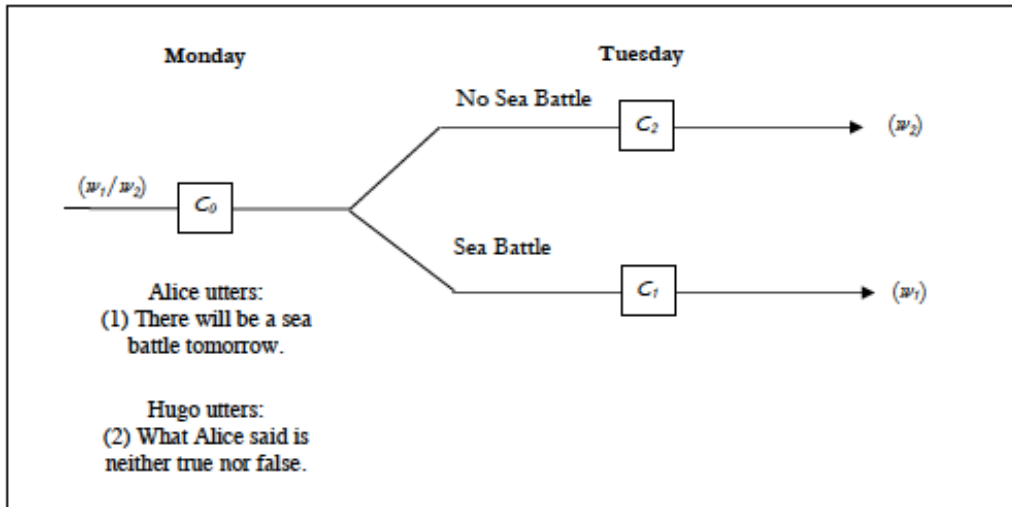 Monday
Tuesday
No Sea Battle
C₂
(w₂)
(w₁/w₂)
C₀
Sea Battle
C₁
(w₁)
Alice utters:
(1) There will be a sea
battle tomorrow.
Hugo utters:
(2) What Alice said is
neither true nor false.